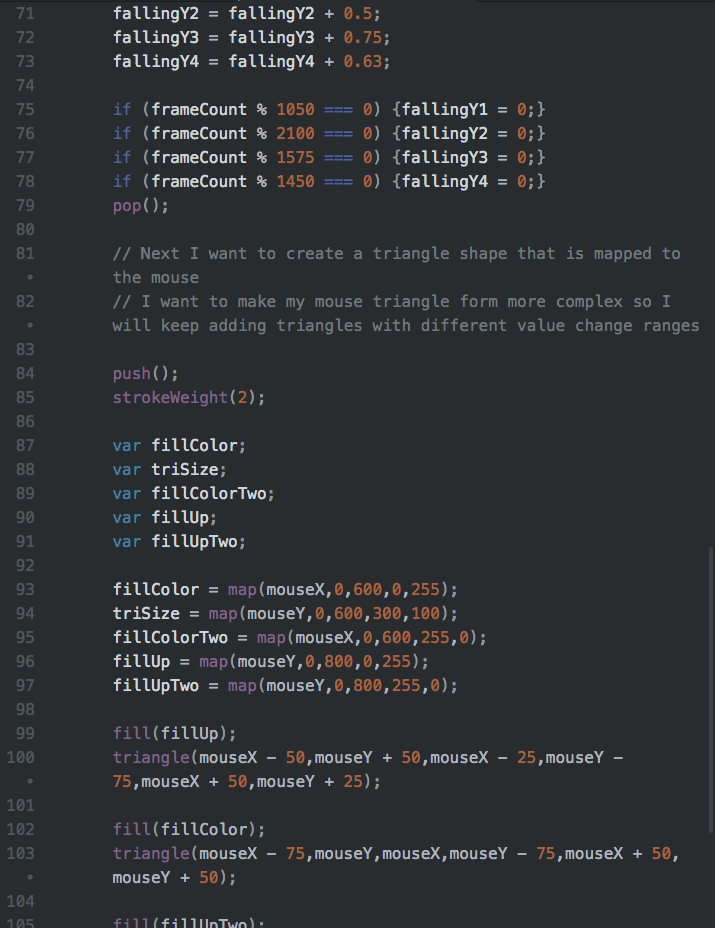 71 fallingY2 = fallingY2 + 0.5;
72 fallingY3 = fallingY3 + 0.75;
73 fallingY4 = fallingY4 + 0.63;
74
75 if (frameCount % 1050 === 0) {fallingY1 = 0;}
76 if (frameCount % 2100 === 0) {fallingY2 = 0;}
77 if (frameCount % 1575 === 0) {fallingY3 = 0;}
78 if (frameCount % 1450 === 0) {fallingY4 = 0;}
79 pop();
80
81 // Next I want to create a triangle shape that is mapped to
• the mouse
82 // I want to make my mouse triangle form more complex so I
• will keep adding triangles with different value change ranges
83
84 push();
85 strokeWeight(2);
86
87 var fillColor;
88 var triSize;
89 var fillColorTwo;
90 var fillUp;
91 var fillUpTwo;
92
93 fillColor = map(mouseX,0,600,0,255);
94 triSize = map(mouseY,0,600,300,100);
95 fillColorTwo = map(mouseX,0,600,255,0);
96 fillUp = map(mouseY,0,800,0,255);
97 fillUpTwo = map(mouseY,0,800,255,0);
98
99 fill(fillUp);
100 triangle(mouseX - 50,mouseY + 50,mouseX - 25,mouseY -
• 75,mouseX + 50,mouseY + 25);
101
102 fill(fillColor);
103 triangle(mouseX - 75,mouseY,mouseX,mouseY - 75,mouseX + 50,
• mouseY + 50);
104
105 fill(fillUpTwo);